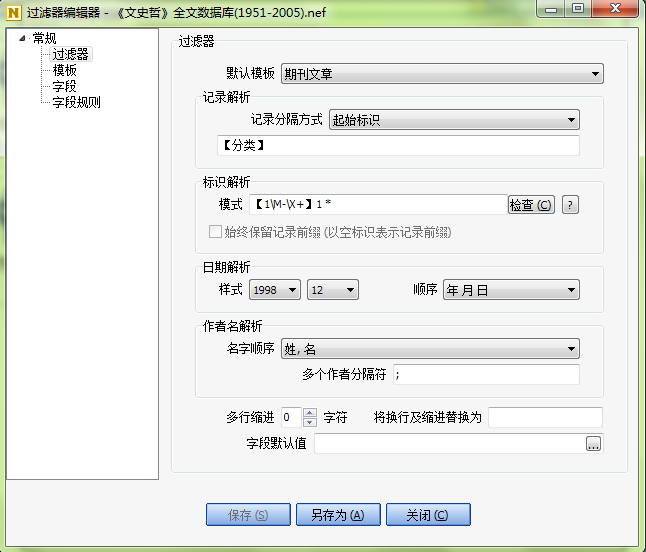 过滤器编辑器 - 《文史哲》全文数据库(1951-2005).nef
常规
过滤器
模板
字段
字段规则
过滤器
默认模板 期刊文章
记录解析
记录分隔方式 起始标识
【分类】
标识解析
模式 【1\M-\X+】1 * 检查 (C) ?
始终保留记录前缀 (以空标识表示记录前缀)
日期解析
样式 1998 12 顺序 年 月 日
作者名解析
名字顺序 姓, 名
多个作者分隔符 ;
多行缩进 0 字符 将换行及缩进替换为
字段默认值 ...
保存 (S) 另存为 (A) 关闭 (C)